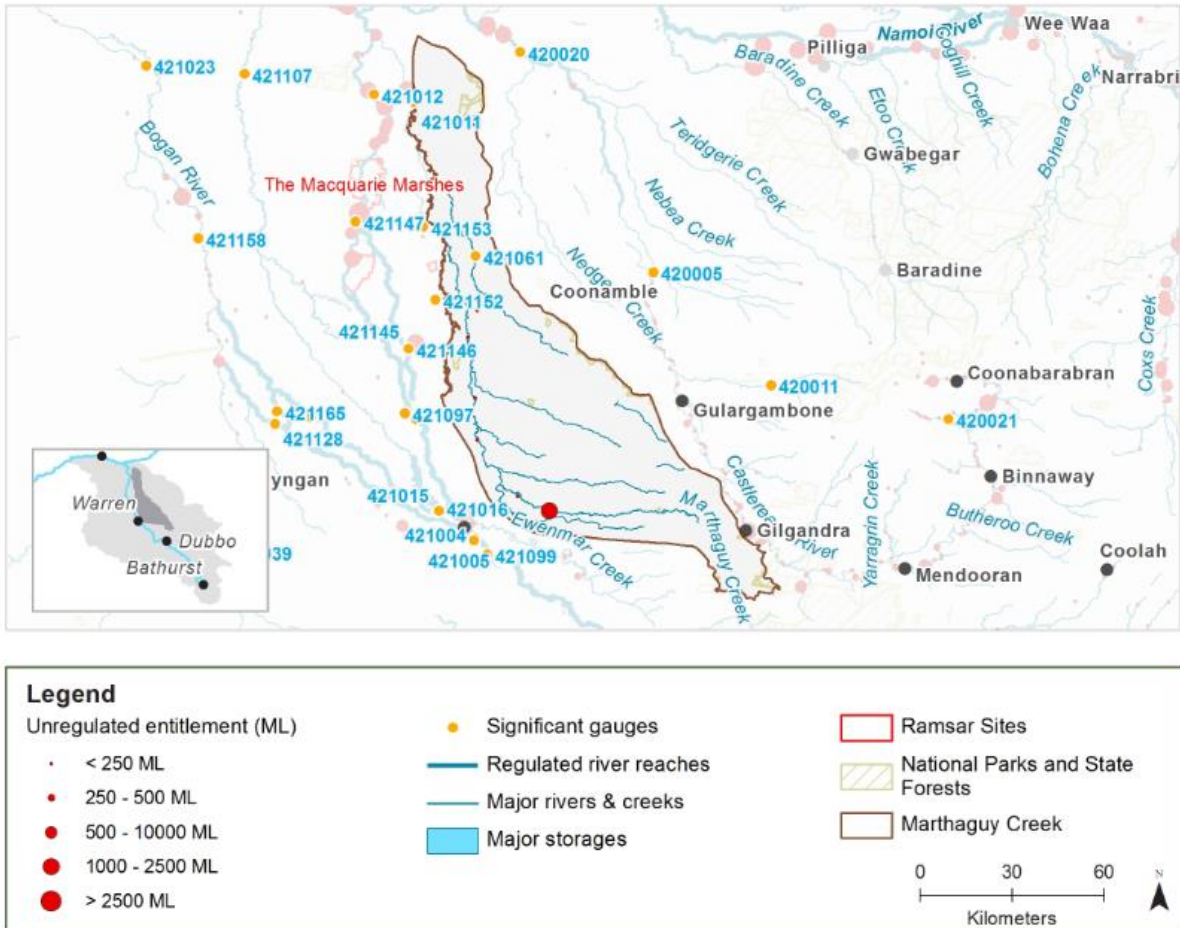 Wee Waa
Namoi River
Pilliga
420020
Baradine Creek
Coghill Creek
Narrabri
421023
421107
421012
421011
Etoo Creek
Bohena Creek
Teridgerie Creek
Gwabegar
Bogan River
The Macquarie Marshes
Nebea Creek
421147
421153
421158
421061
420005
Baradine
Coonamble
Nedge
Creek
421152
421145
421146
Coxs Creek
420011
Coonabarabran
Gulargambone
421097
421165
421128
420021
Binnaway
yngan
421015
421016
421004
421005
421099
Ewenmar Creek
Marthaguy Creek
Castlerea
River
Gilgandra
Yarragrin Creek
Butheroo Creek
Mendooran
Coolah
Warren
Dubbo
Bathurst
039
Legend
Unregulated entitlement (ML)
< 250 ML
250 - 500 ML
500 - 10000 ML
1000 - 2500 ML
> 2500 ML
Significant gauges
Regulated river reaches
Major rivers & creeks
Major storages
Ramsar Sites
National Parks and State
Forests
Marthaguy Creek
0 30 60
Kilometers
N